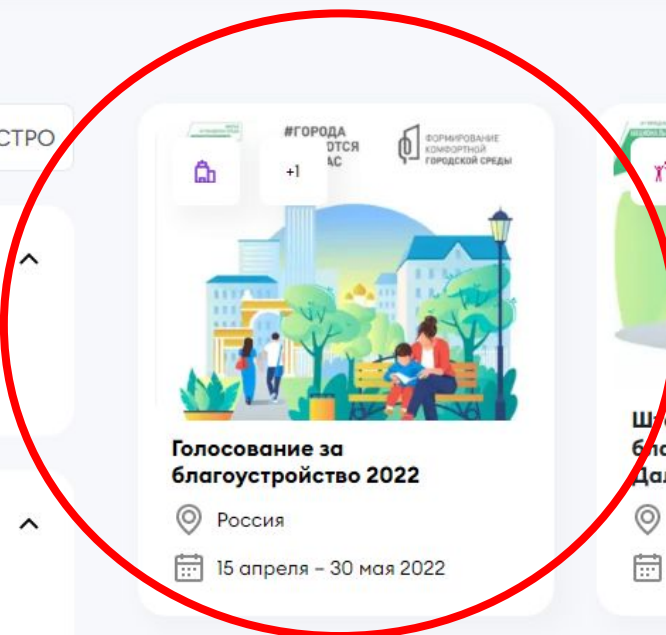 СТРО
#ГОРОДА
ФОРМИРОВАНИЕ
КОМФОРТНОЙ
ГОРОДСКОЙ СРЕДЫ
+1
Голосование за
благоустройство 2022
Россия
15 апреля – 30 мая 2022